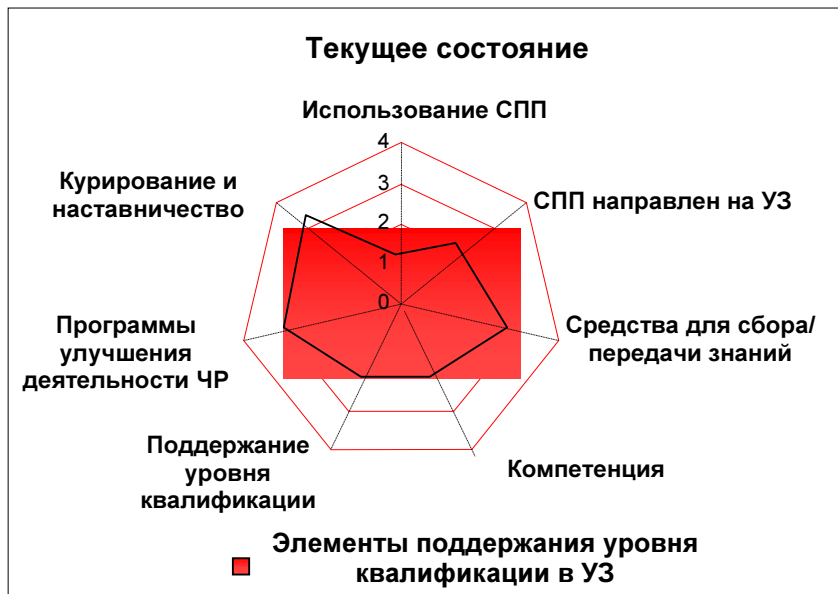 Текущее состояние
Использование СПП
4
3
2
1
0
СПП направлен на УЗ
Средства для сбора/
передачи знаний
Компетенция
Поддержание
уровня
квалификации
Программы
улучшения
деятельности ЧР
Курирование и
наставничество
Элементы поддержания уровня
квалификации в УЗ